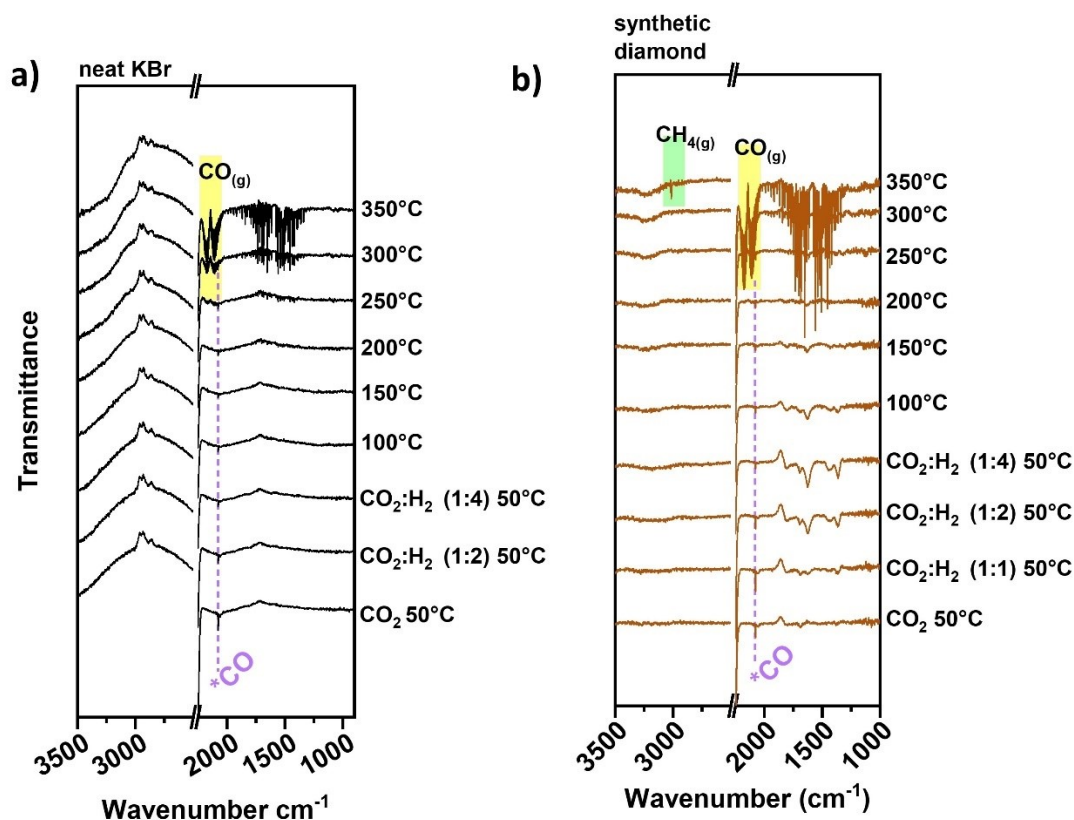 a)
neat KBr
CO(g)
350°C
300°C
250°C
200°C
150°C
100°C
CO2:H2 (1:4) 50°C
CO2:H2 (1:2) 50°C
CO2 50°C
*CO
Transmittance
3500
3000
2000
1500
1000
Wavenumber cm-1
b)
synthetic
diamond
CH4(g)
CO(g)
350°C
300°C
250°C
200°C
150°C
100°C
CO2:H2 (1:4) 50°C
CO2:H2 (1:2) 50°C
CO2:H2 (1:1) 50°C
CO2 50°C
*CO
3500
3000
2000
1500
1000
Wavenumber (cm-1)